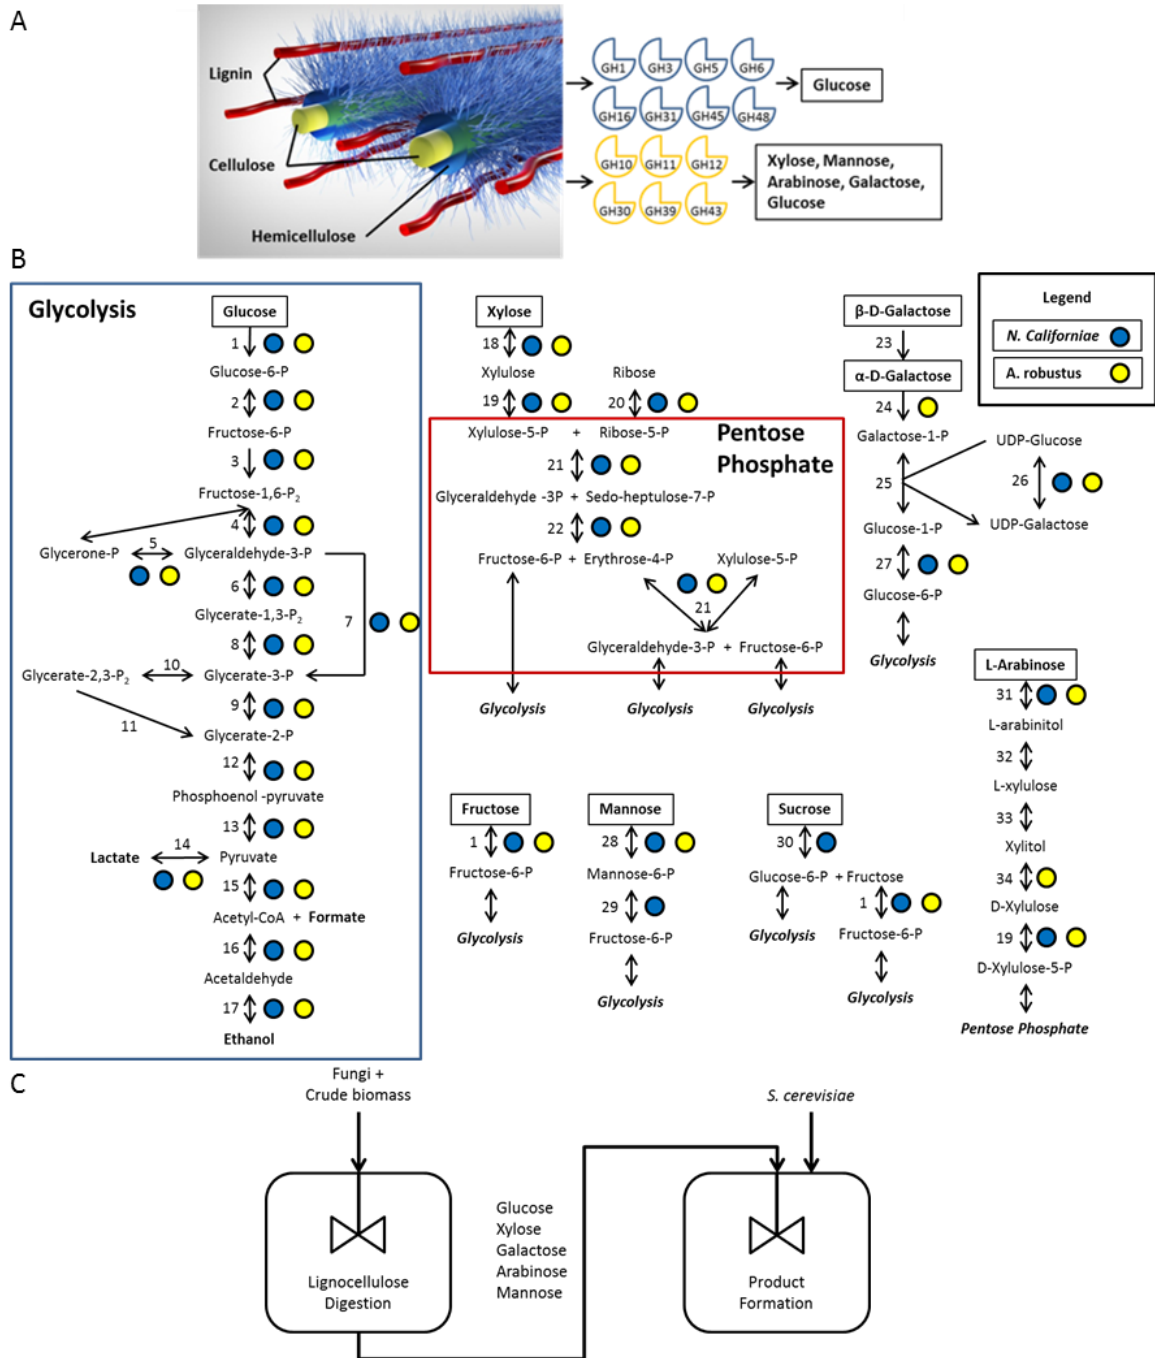 A
Lignin
Cellulose
Hemicellulose
GH1 GH3 GH5 GH6
GH16 GH31 GH45 GH48
Glucose
GH10 GH11 GH12
GH30 GH39 GH43
Xylose, Mannose,
Arabinose, Galactose,
Glucose
B
Glycolysis
Glucose
1
Glucose-6-P
2
Fructose-6-P
3
Fructose-1,6-P2
4
Glycerone-P
5
Glyceraldehyde-3-P
6
7
Glycerate-1,3-P2
8
Glycerate-2,3-P2
10
Glycerate-3-P
9
11
Glycerate-2-P
12
Phosphoenol -pyruvate
13
Lactate
14
Pyruvate
15
Acetyl-CoA + Formate
16
Acetaldehyde
17
Ethanol
Xylose
18
Xylulose
19
Ribose
20
Xylulose-5-P + Ribose-5-P
Pentose
Phosphate
21
Glyceraldehyde -3P + Sedo-heptulose-7-P
22
Fructose-6-P + Erythrose-4-P
Xylulose-5-P
21
Glyceraldehyde-3-P + Fructose-6-P
Glycolysis
Glycolysis
Glycolysis
β-D-Galactose
23
α-D-Galactose
24
Galactose-1-P
UDP-Glucose
25
26
UDP-Galactose
Glucose-1-P
27
Glucose-6-P
Glycolysis
Legend
N. Californiae
A. robustus
L-Arabinose
31
L-arabinitol
32
L-xylulose
33
Xylitol
34
D-Xylulose
19
D-Xylulose-5-P
Pentose Phosphate
Fructose
1
Fructose-6-P
Glycolysis
Mannose
28
Mannose-6-P
29
Fructose-6-P
Glycolysis
Sucrose
30
Glucose-6-P + Fructose
Glycolysis
1
Fructose-6-P
Glycolysis
C
Fungi +
Crude biomass
Lignocellulose
Digestion
Glucose
Xylose
Galactose
Arabinose
Mannose
S. cerevisiae
Product
Formation